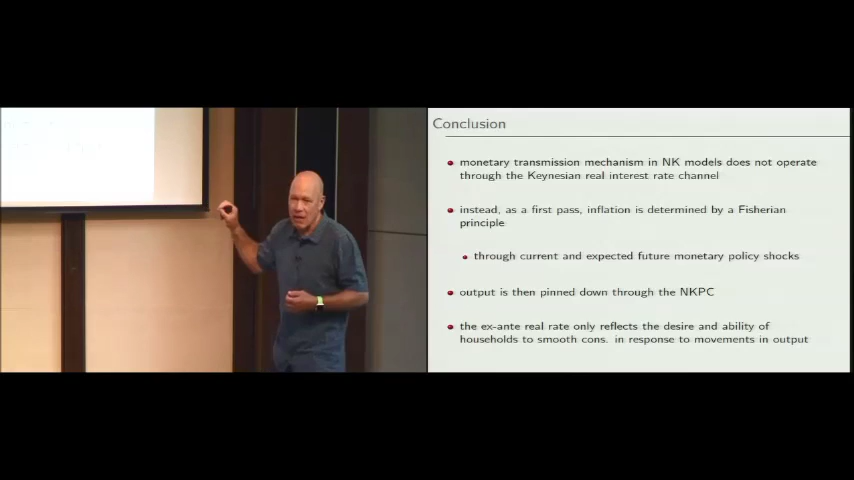 Conclusion
monetary transmission mechanism in NK models does not operate
through the Keynesian real interest rate channel
instead, as a first pass, inflation is determined by a Fisherian
principle
through current and expected future monetary policy shocks
output is then pinned down through the NKPC
the ex-ante real rate only reflects the desire and ability of
households to smooth cons. in response to movements in output